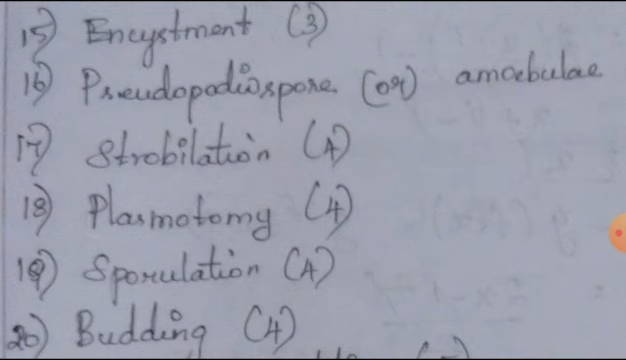 15) Encystment (3)
16) Pseudopodiospore (or) amoebulae
17) Strobilation (4)
18) Plasmotomy (4)
19) Sporulation (4)
20) Budding (4)